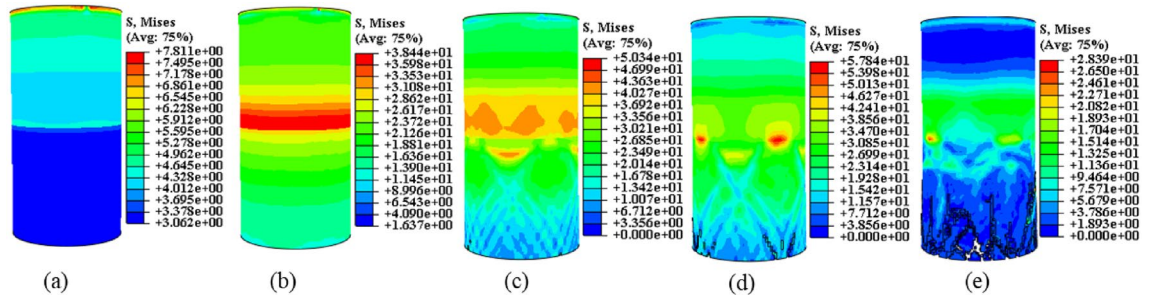 S, Mises
(Avg: 75%)
+7.811e+00
+7.495e+00
+7.178e+00
+6.861e+00
+6.545e+00
+6.228e+00
+5.912e+00
+5.595e+00
+5.278e+00
+4.962e+00
+4.645e+00
+4.328e+00
+4.012e+00
+3.695e+00
+3.378e+00
+3.062e+00
(a)
S, Mises
(Avg: 75%)
+3.844e+01
+3.598e+01
+3.353e+01
+3.108e+01
+2.862e+01
+2.617e+01
+2.372e+01
+2.126e+01
+1.881e+01
+1.636e+01
+1.390e+01
+1.145e+01
+8.996e+00
+6.543e+00
+4.090e+00
+1.637e+00
(b)
S, Mises
(Avg: 75%)
+5.034e+01
+4.699e+01
+4.363e+01
+4.027e+01
+3.692e+01
+3.356e+01
+3.021e+01
+2.685e+01
+2.349e+01
+2.014e+01
+1.678e+01
+1.342e+01
+1.007e+01
+6.712e+00
+3.356e+00
+0.000e+00
(c)
S, Mises
(Avg: 75%)
+5.784e+01
+5.398e+01
+5.013e+01
+4.627e+01
+4.241e+01
+3.856e+01
+3.470e+01
+3.085e+01
+2.699e+01
+2.314e+01
+1.928e+01
+1.542e+01
+1.157e+01
+7.712e+00
+3.856e+00
+0.000e+00
(d)
S, Mises
(Avg: 75%)
+2.839e+01
+2.650e+01
+2.461e+01
+2.271e+01
+2.082e+01
+1.893e+01
+1.704e+01
+1.514e+01
+1.325e+01
+1.136e+01
+9.464e+00
+7.571e+00
+5.679e+00
+3.786e+00
+1.893e+00
+0.000e+00
(e)